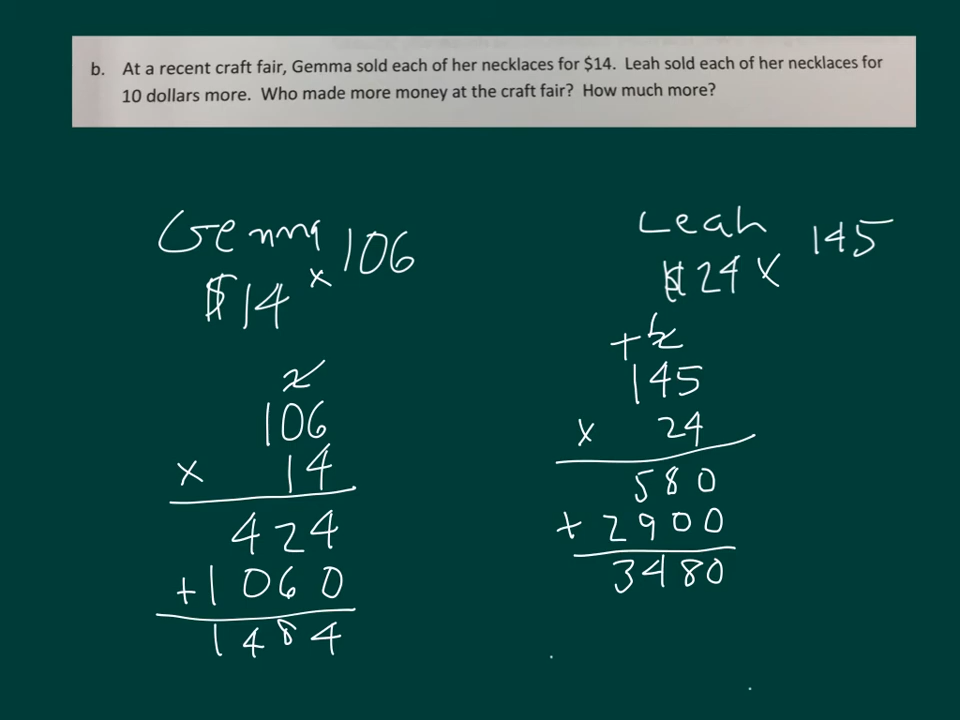 b. At a recent craft fair, Gemma sold each of her necklaces for $14. Leah sold each of her necklaces for
10 dollars more. Who made more money at the craft fair? How much more?
Gemma
$14 x 106
106
x 14
424
+1060
1484
Leah
$24 x 145
145
x 24
580
+2900
3480